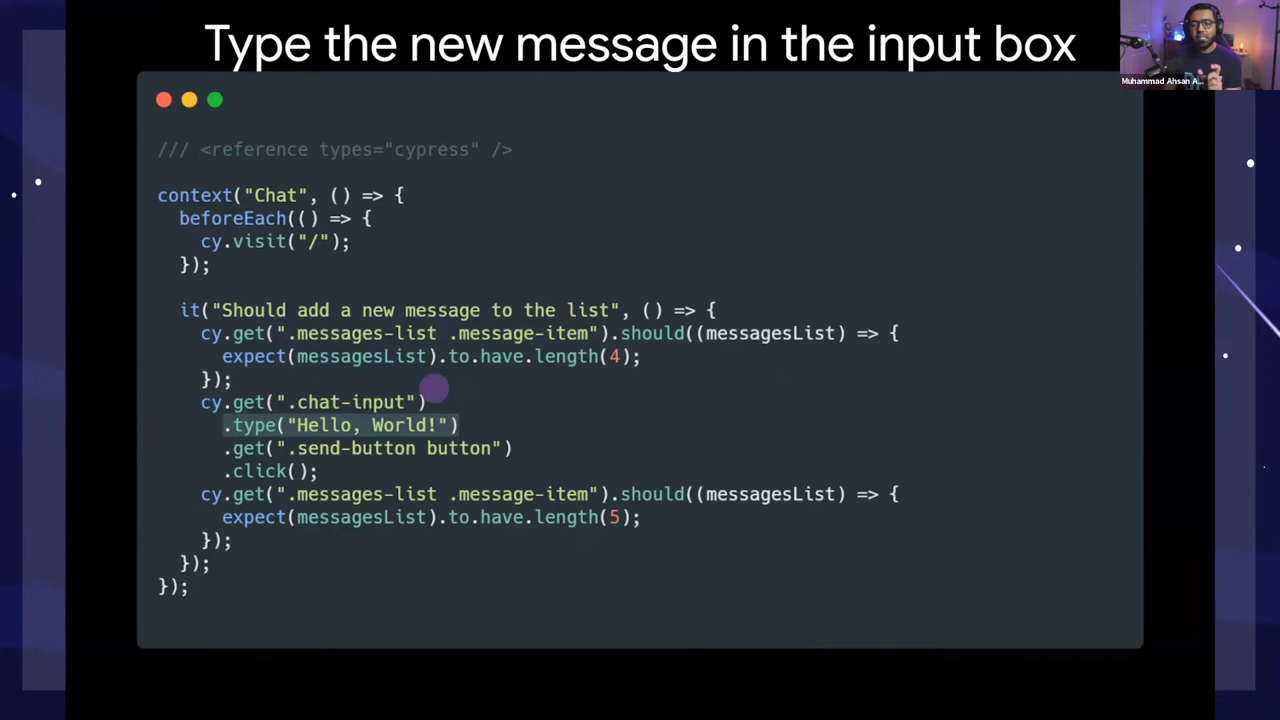 Type the new message in the input box
Muhammad Ahsan A...
/// <reference types="cypress" />
context("Chat", () => {
  beforeEach(() => {
    cy.visit("/");
  });
  it("Should add a new message to the list", () => {
    cy.get(".messages-list .message-item").should((messagesList) => {
      expect(messagesList).to.have.length(4);
    });
    cy.get(".chat-input")
      .type("Hello, World!")
      .get(".send-button button")
      .click();
    cy.get(".messages-list .message-item").should((messagesList) => {
      expect(messagesList).to.have.length(5);
    });
  });
});